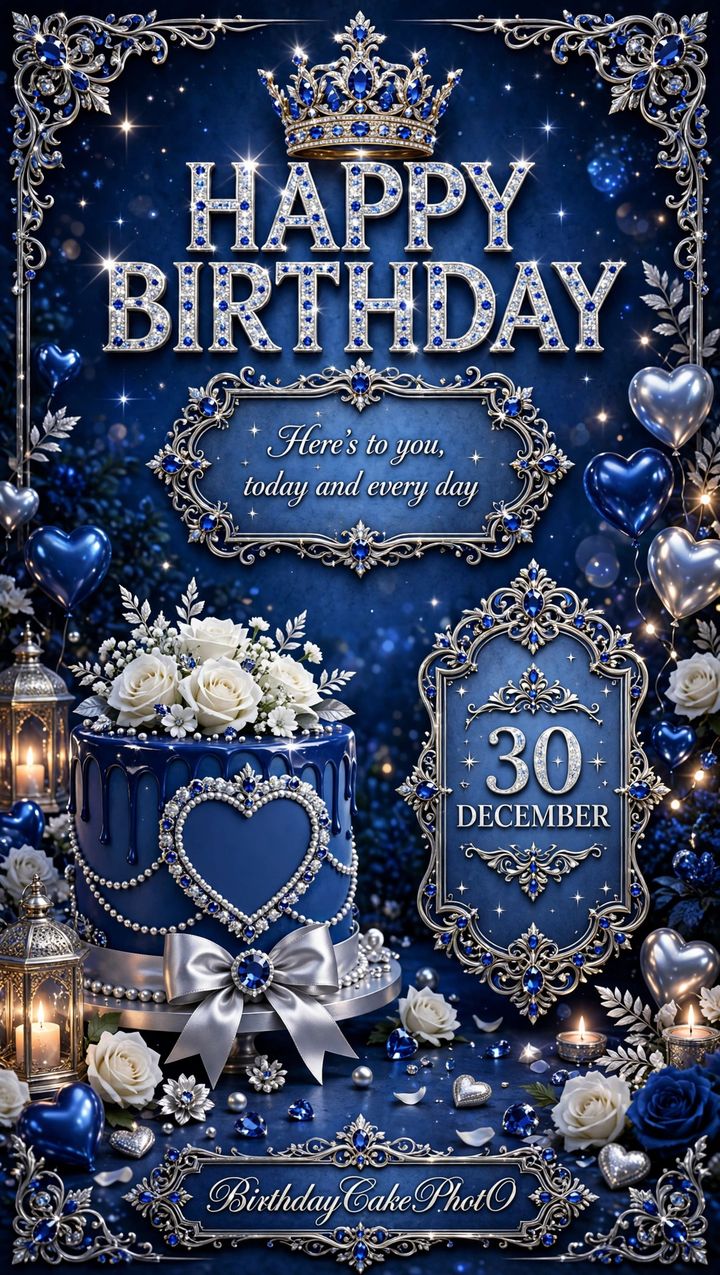 HAPPY
BIRTHDAY
Here's to you,
today and every day
30
DECEMBER
BirthdayCakePhotO